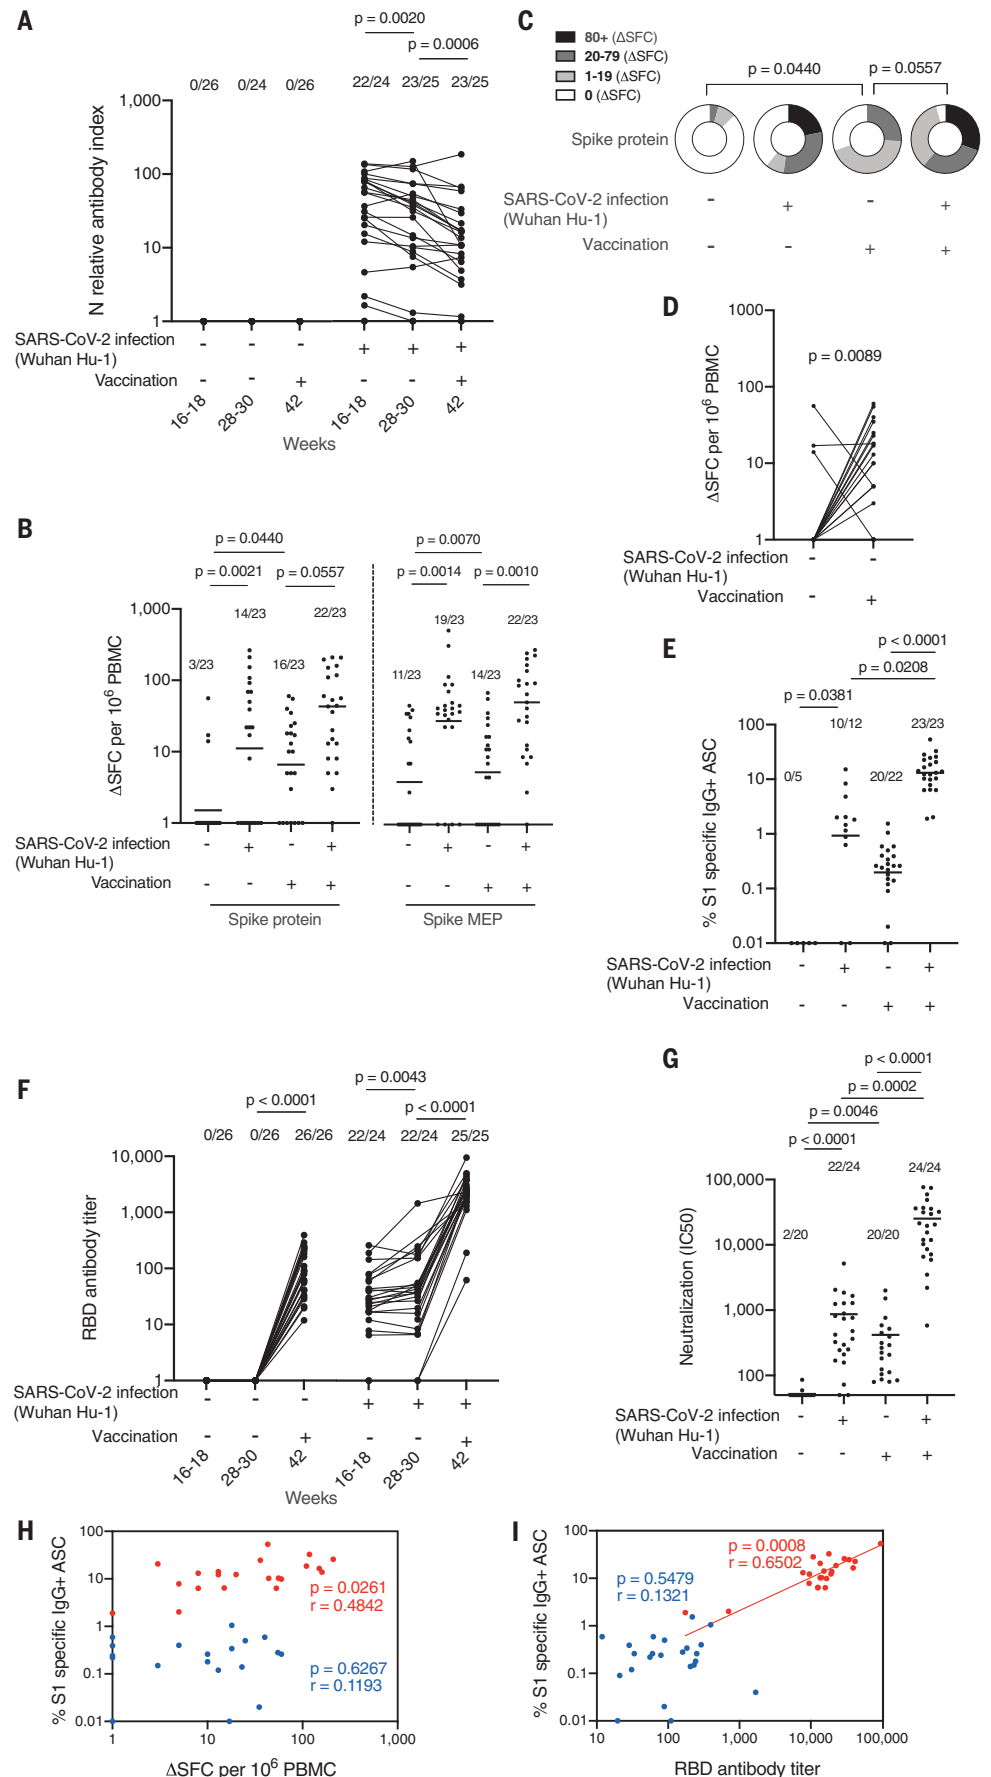 A
p = 0.0020
p = 0.0006
0/26 0/24 0/26 22/24 23/25 23/25
N relative antibody index
1,000
100
10
1
SARS-CoV-2 infection
(Wuhan Hu-1)
- - - + + +
Vaccination - - + - - +
16-18 28-30 42 16-18 28-30 42
Weeks
C
80+ (ΔSFC)
20-79 (ΔSFC)
1-19 (ΔSFC)
0 (ΔSFC)
p = 0.0440
p = 0.0557
Spike protein
SARS-CoV-2 infection
(Wuhan Hu-1)
- + - +
Vaccination - - + +
D
ΔSFC per 10⁶ PBMC
1000
100
10
1
p = 0.0089
SARS-CoV-2 infection
(Wuhan Hu-1)
- -
Vaccination - +
B
p = 0.0440
p = 0.0021 p = 0.0557
p = 0.0070
p = 0.0014 p = 0.0010
ΔSFC per 10⁶ PBMC
1,000
100
10
1
3/23 14/23 16/23 22/23
11/23 19/23 14/23 22/23
SARS-CoV-2 infection
(Wuhan Hu-1)
- + - + - + - +
Vaccination - - + + - - + +
Spike protein Spike MEP
E
p < 0.0001
p = 0.0208
p = 0.0381
0/5 10/12 20/22 23/23
% S1 specific IgG+ ASC
100
10
1
0.1
0.01
SARS-CoV-2 infection
(Wuhan Hu-1)
- + - +
Vaccination - - + +
F
p < 0.0001
p = 0.0043
p < 0.0001
0/26 0/26 26/26 22/24 22/24 25/25
RBD antibody titer
10,000
1,000
100
10
1
SARS-CoV-2 infection
(Wuhan Hu-1)
- - - + + +
Vaccination - - + - - +
16-18 28-30 42 16-18 28-30 42
Weeks
G
p < 0.0001
p = 0.0002
p = 0.0046
p < 0.0001
2/20 22/24 20/20 24/24
Neutralization (IC50)
100,000
10,000
1,000
100
SARS-CoV-2 infection
(Wuhan Hu-1)
- + - +
Vaccination - - + +
H
% S1 specific IgG+ ASC
100
10
1
0.1
0.01
p = 0.0261
r = 0.4842
p = 0.6267
r = 0.1193
1 10 100 1,000
ΔSFC per 10⁶ PBMC
I
% S1 specific IgG+ ASC
100
10
1
0.1
0.01
p = 0.0008
r = 0.6502
p = 0.5479
r = 0.1321
10 100 1,000 10,000 100,000
RBD antibody titer